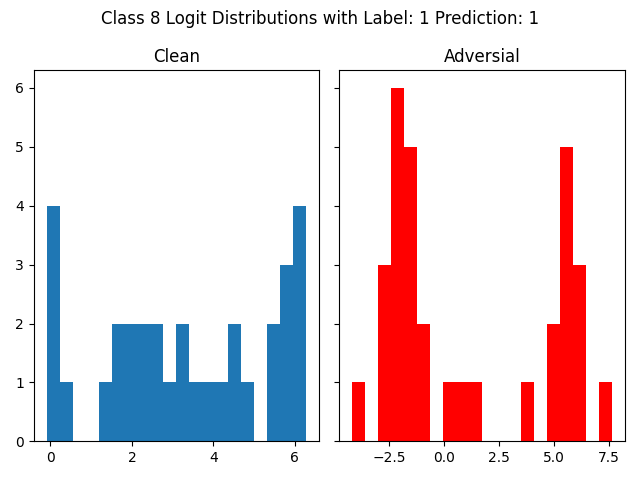 Class 8 Logit Distributions with Label: 1 Prediction: 1
Clean
Adversial
6
5
4
3
2
1
0
0 2 4 6
−2.5 0.0 2.5 5.0 7.5